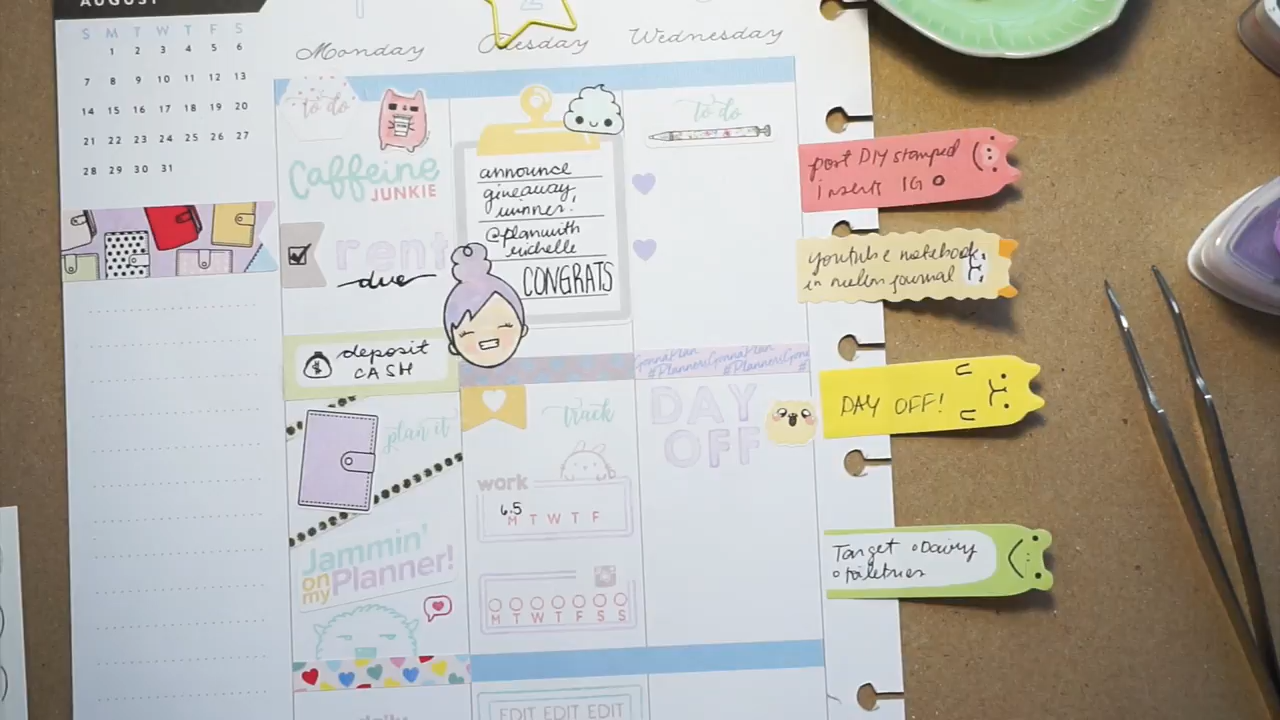 AUGUST
S M T W T F S
1 2 3 4 5 6
7 8 9 10 11 12 13
14 15 16 17 18 19 20
21 22 23 24 25 26 27
28 29 30 31
1
Monday
to do
Caffeine
JUNKIE
rent
due
deposit
CASH
plan it
Jammin'
on my Planner!
daily
2
Tuesday
announce
giveaway
winner!
@planwith
michelle
CONGRATS
track
work
6.5
M T W T F
M T W T F S S
EDIT EDIT EDIT
Wednesday
to do
GonnaPlan
#PlannersGonnaPlan
DAY
OFF
post DIY stamped
inserts IG
youtube notebook
in journal
DAY OFF!
Target Dairy
toiletries